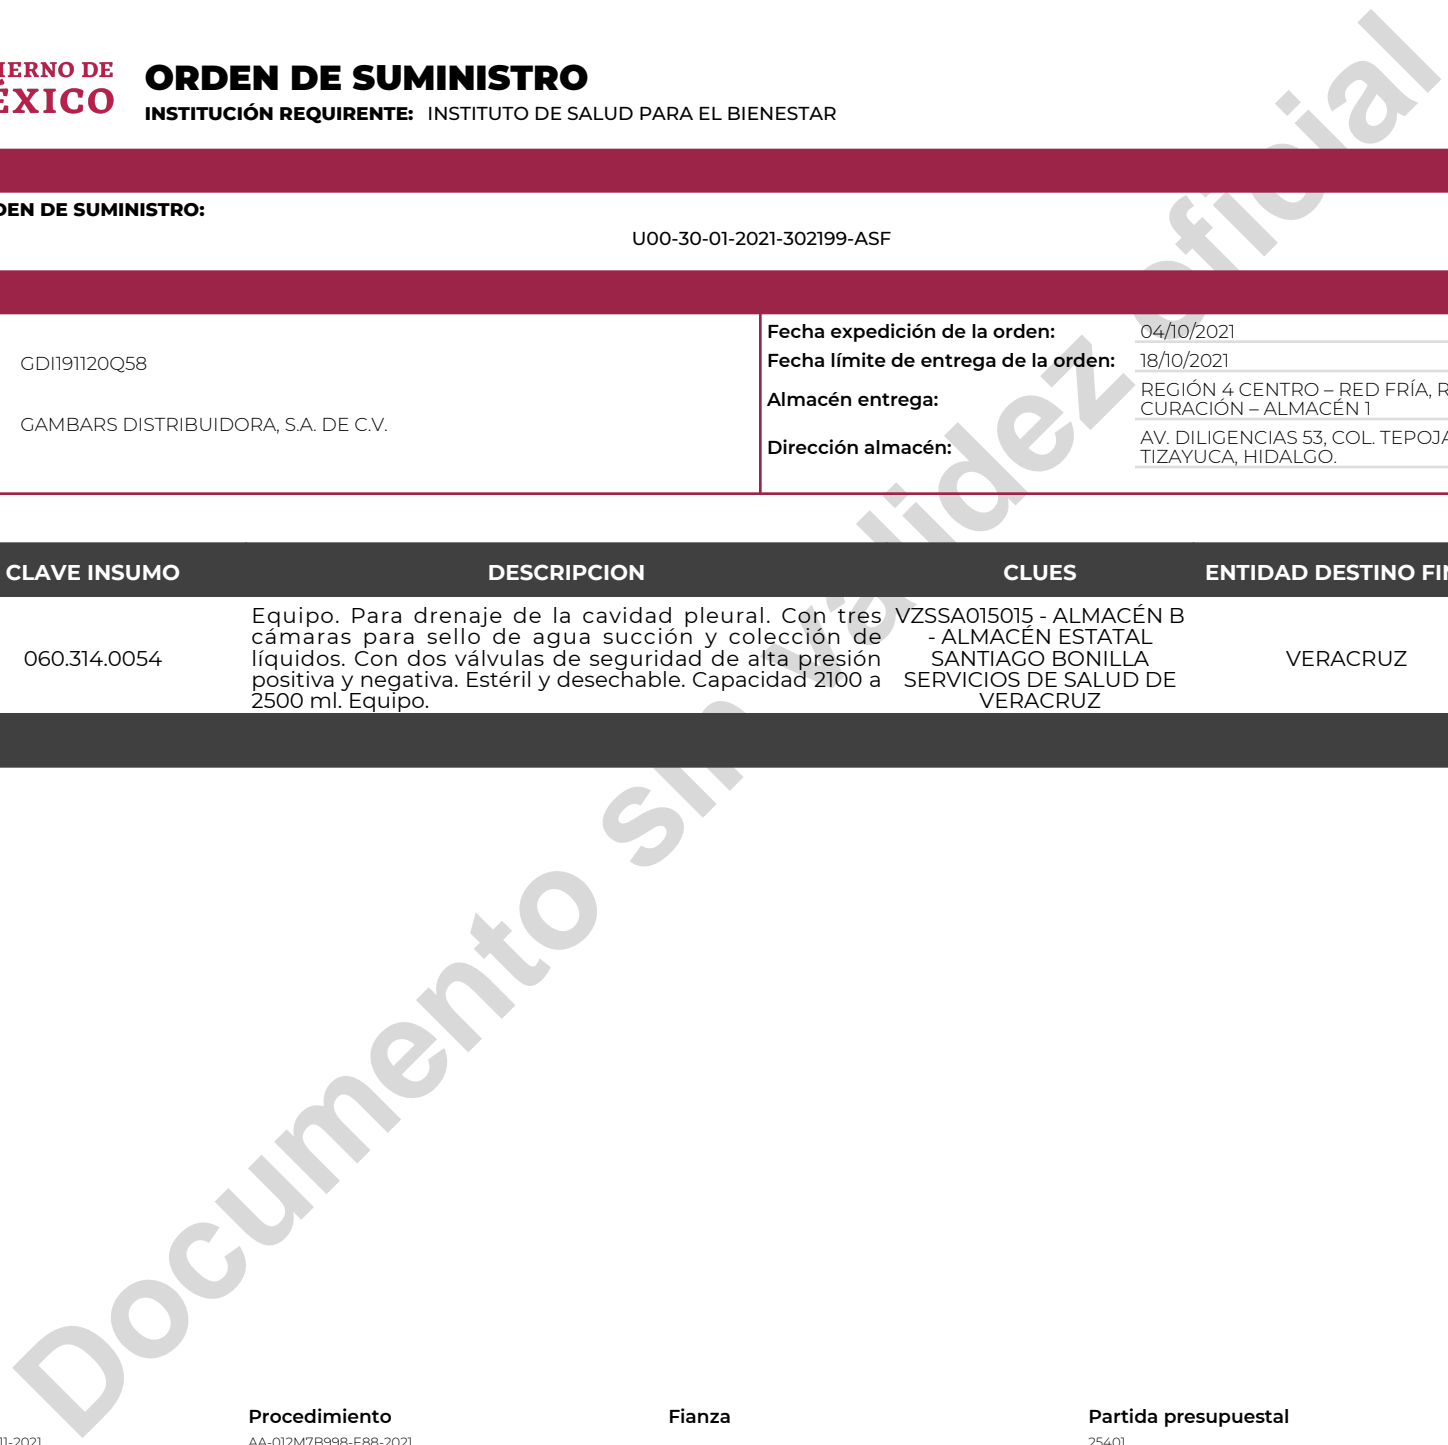 ORDEN DE SUMINISTRO
INSTITUCIÓN REQUIRENTE: INSTITUTO DE SALUD PARA EL BIENESTAR
DE
DE SUMINISTRO:
U00-30-01-2021-302199-ASF
GDI191120Q58
GAMBARS DISTRIBUIDORA, S.A. DE C.V.
Fecha expedición de la orden: 04/10/2021
Fecha límite de entrega de la orden: 18/10/2021
Almacén entrega: REGIÓN 4 CENTRO – RED FRÍA,
CURACIÓN – ALMACÉN 1
Dirección almacén: AV. DILIGENCIAS 53, COL.
TIZAYUCA, HIDALGO.
CLAVE INSUMO DESCRIPCION CLUES ENTIDAD DESTINO
060.314.0054
Equipo. Para drenaje de la cavidad pleural. Con tres
cámaras para sello de agua succión y colección de
líquidos. Con dos válvulas de seguridad de alta presión
positiva y negativa. Estéril y desechable. Capacidad 2100 a
2500 ml. Equipo.
VZSSA015015 - ALMACÉN B
- ALMACÉN ESTATAL
SANTIAGO BONILLA
SERVICIOS DE SALUD DE
VERACRUZ
VERACRUZ
Documento sin validez oficial
Procedimiento Fianza Partida presupuestal
AA-012M7B998-E88-2021 25401